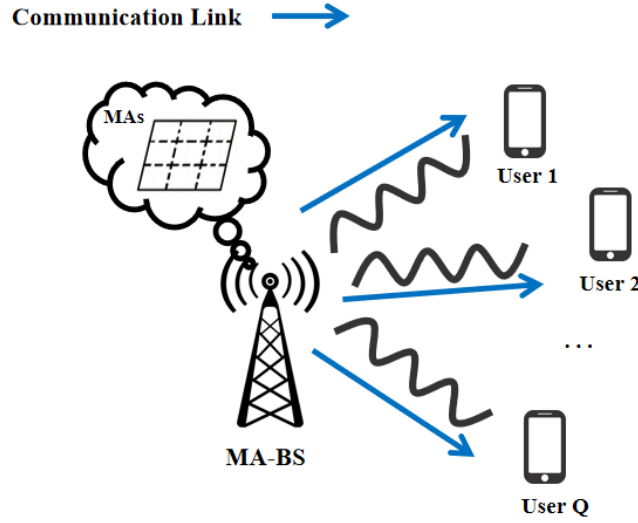 Communication Link
MAs
User 1
User 2
...
MA-BS
User Q